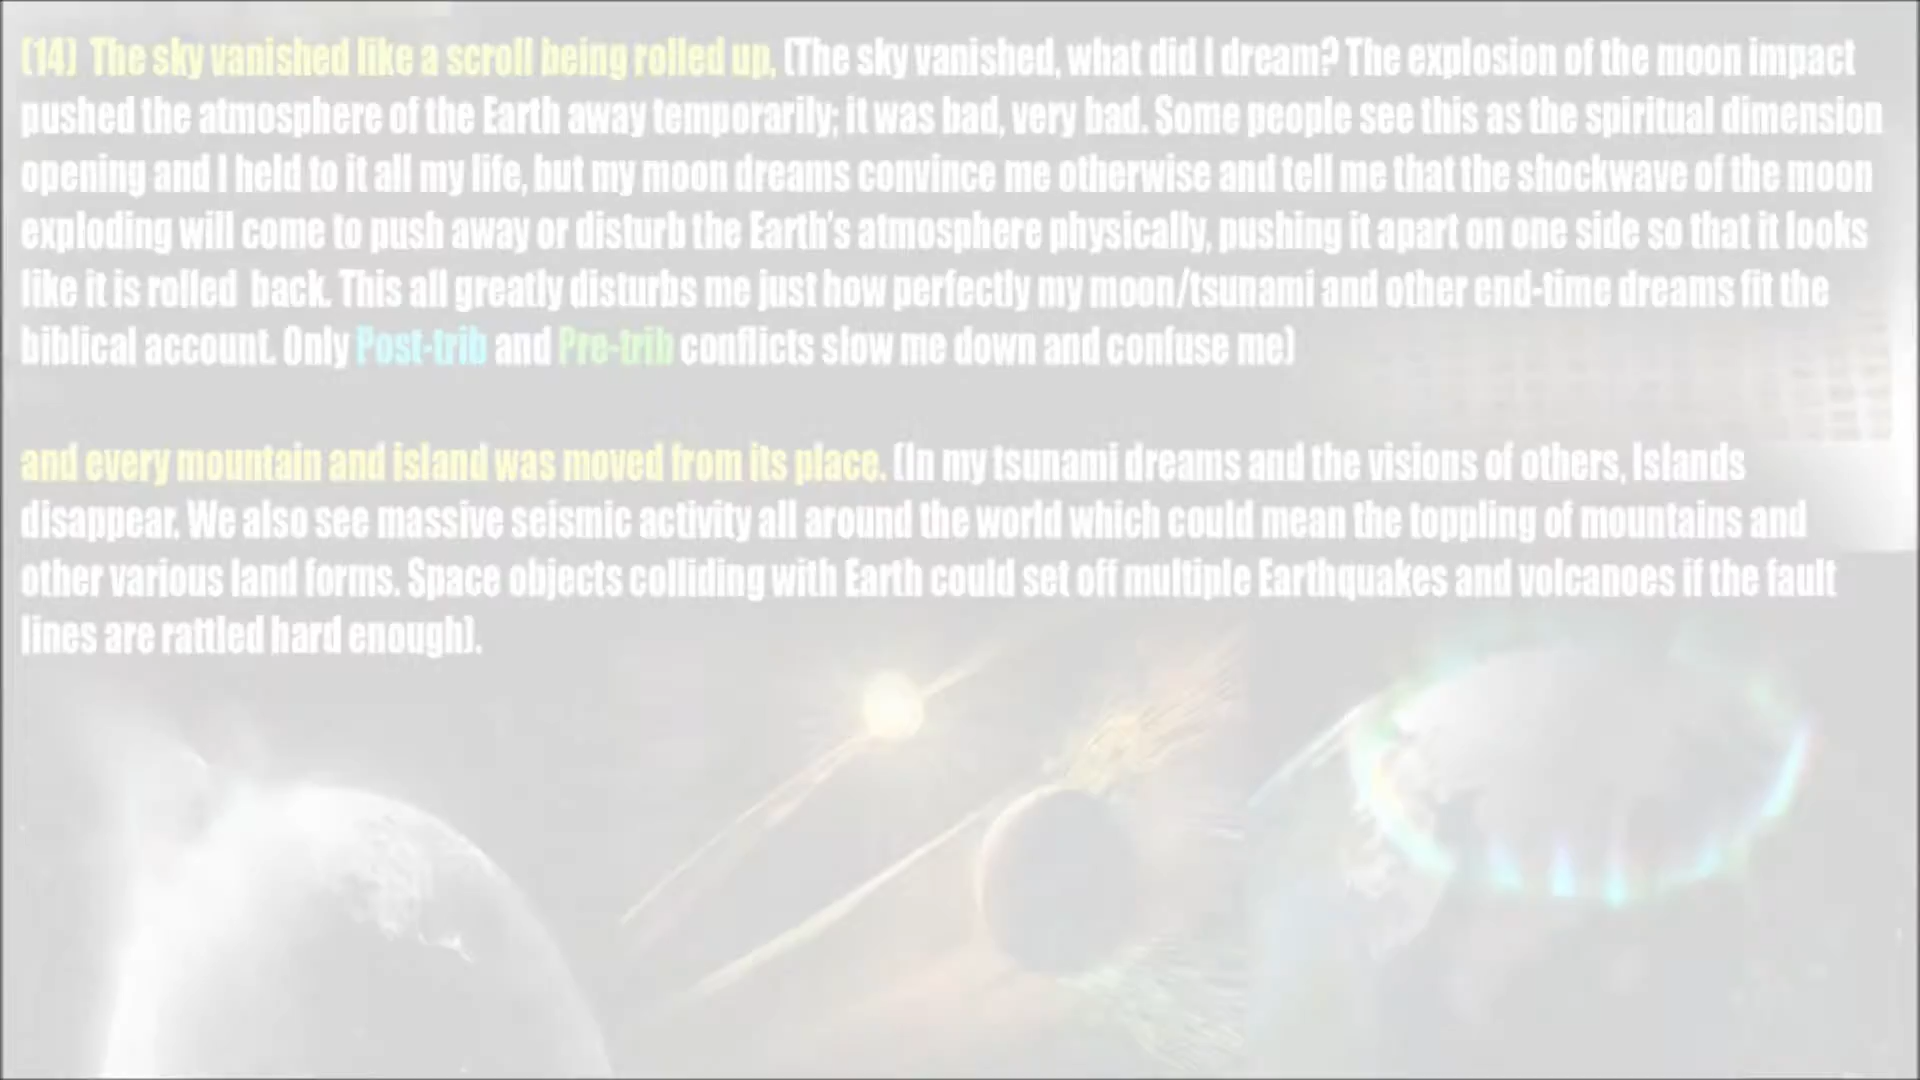 (14) The sky vanished like a scroll being rolled up, (The sky vanished, what did I dream? The explosion of the moon impact
pushed the atmosphere of the Earth away temporarily; it was bad, very bad. Some people see this as the spiritual dimension
opening and I held to it all my life, but my moon dreams convince me otherwise and tell me that the shockwave of the moon
exploding will come to push away or disturb the Earth's atmosphere physically, pushing it apart on one side so that it looks
like it is rolled back. This all greatly disturbs me just how perfectly my moon/tsunami and other end-time dreams fit the
biblical account. Only Post-trib and Pre-trib conflicts slow me down and confuse me)
and every mountain and island was moved from its place. (In my tsunami dreams and the visions of others, Islands
disappear. We also see massive seismic activity all around the world which could mean the toppling of mountains and
other various land forms. Space objects colliding with Earth could set off multiple Earthquakes and volcanoes if the fault
lines are rattled hard enough).